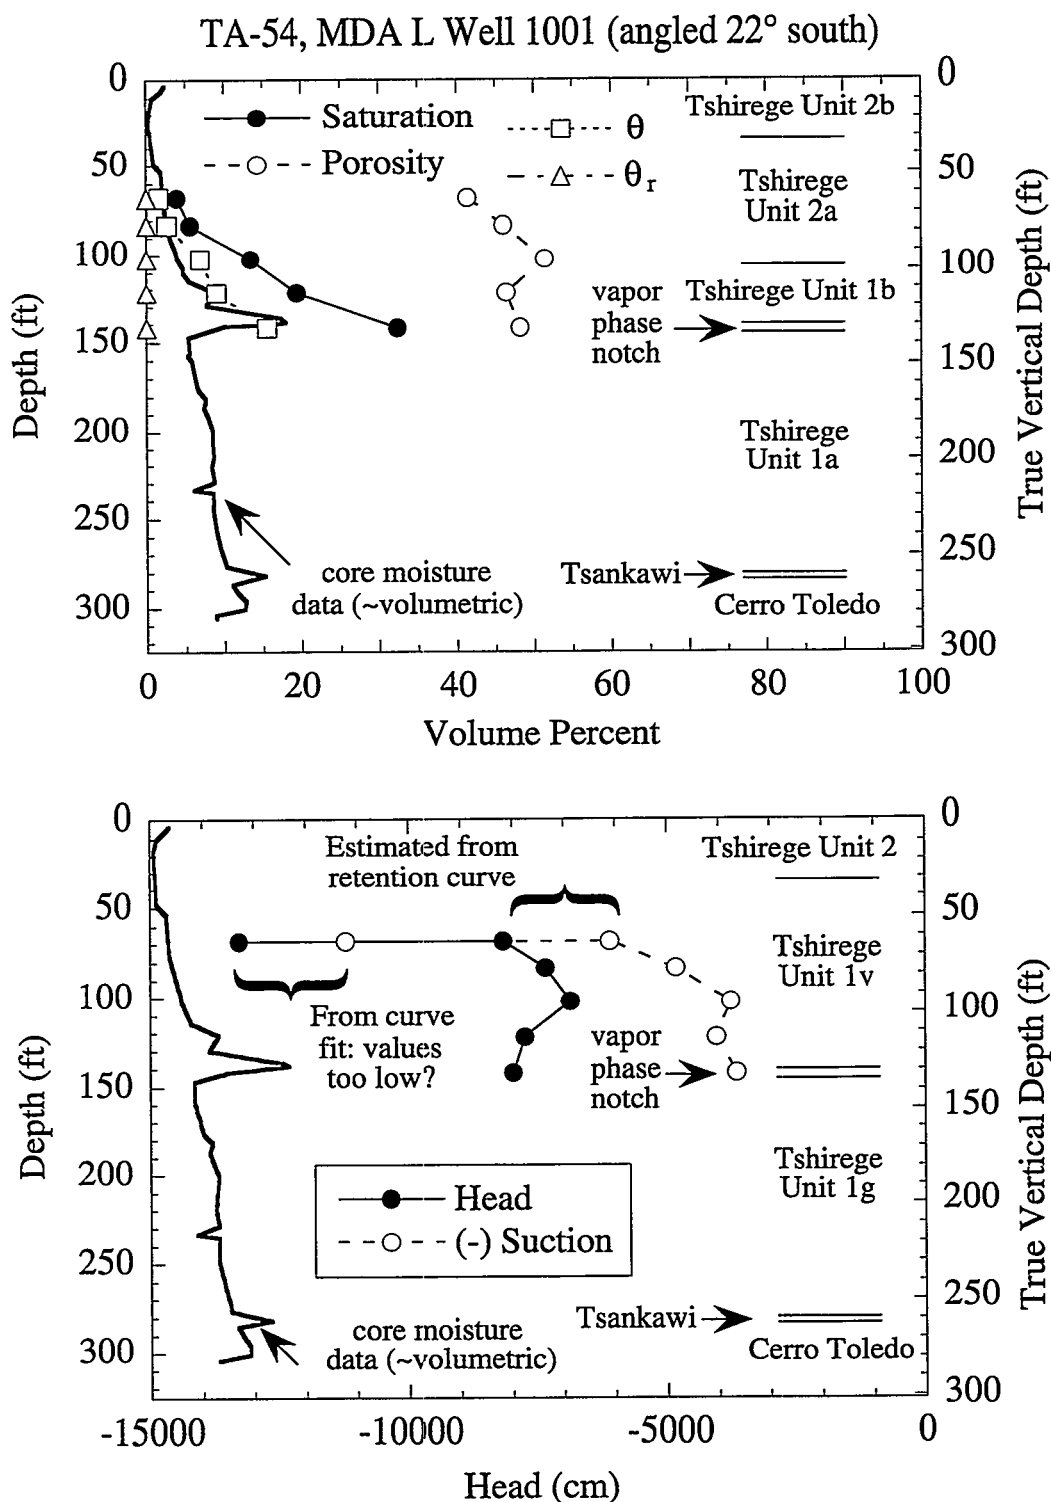 TA-54, MDA L Well 1001 (angled 22° south)
0
50
100
150
200
250
300
Depth (ft)
Saturation
Porosity
θ
θr
Tshirege Unit 2b
Tshirege
Unit 2a
Tshirege Unit 1b
vapor
phase
notch
Tshirege
Unit 1a
Tsankawi
Cerro Toledo
core moisture
data (~volumetric)
0
50
100
150
200
250
300
True Vertical Depth (ft)
0
20
40
60
80
100
Volume Percent
0
50
100
150
200
250
300
Depth (ft)
Estimated from
retention curve
From curve
fit: values
too low?
Tshirege Unit 2
Tshirege
Unit 1v
vapor
phase
notch
Tshirege
Unit 1g
Head
(-) Suction
Tsankawi
Cerro Toledo
core moisture
data (~volumetric)
0
50
100
150
200
250
300
True Vertical Depth (ft)
-15000
-10000
-5000
0
Head (cm)